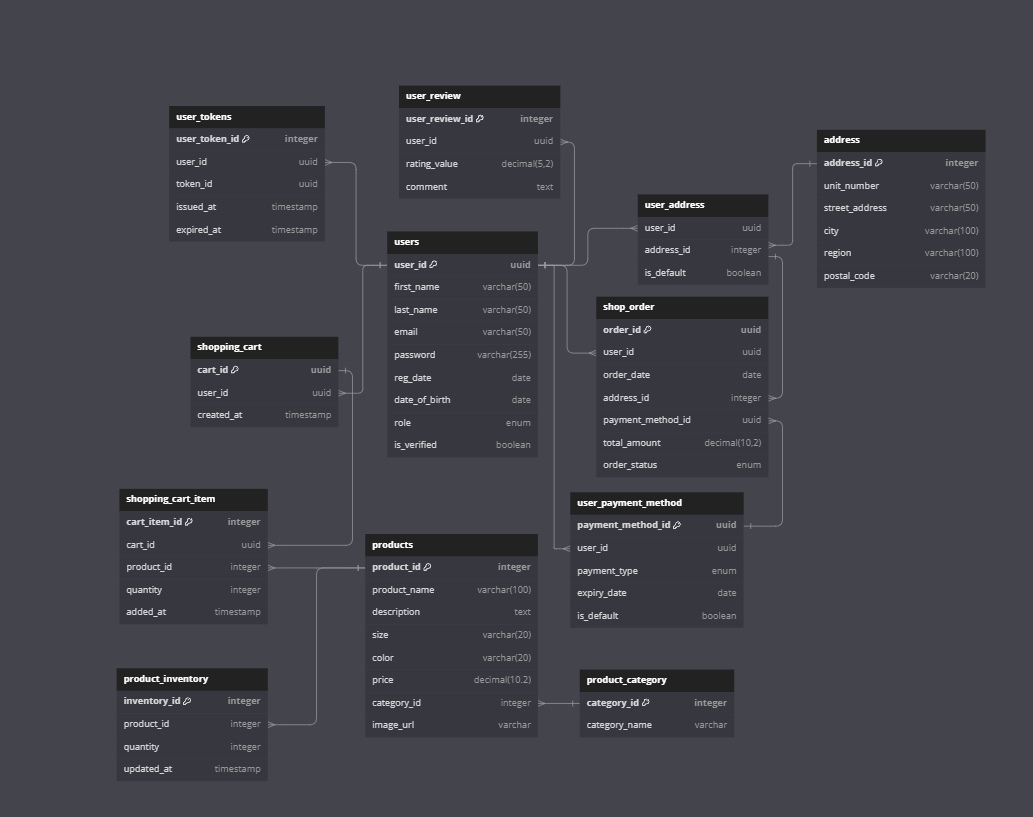 user_tokens
user_token_id integer
user_id uuid
token_id uuid
issued_at timestamp
expired_at timestamp
user_review
user_review_id integer
user_id uuid
rating_value decimal(5,2)
comment text
address
address_id integer
unit_number varchar(50)
street_address varchar(50)
city varchar(100)
region varchar(100)
postal_code varchar(20)
user_address
user_id uuid
address_id integer
is_default boolean
users
user_id uuid
first_name varchar(50)
last_name varchar(50)
email varchar(50)
password varchar(255)
reg_date date
date_of_birth date
role enum
is_verified boolean
shop_order
order_id uuid
user_id uuid
order_date date
address_id integer
payment_method_id uuid
total_amount decimal(10,2)
order_status enum
shopping_cart
cart_id uuid
user_id uuid
created_at timestamp
shopping_cart_item
cart_item_id integer
cart_id uuid
product_id integer
quantity integer
added_at timestamp
user_payment_method
payment_method_id uuid
user_id uuid
payment_type enum
expiry_date date
is_default boolean
products
product_id integer
product_name varchar(100)
description text
size varchar(20)
color varchar(20)
price decimal(10,2)
category_id integer
image_url varchar
product_inventory
inventory_id integer
product_id integer
quantity integer
updated_at timestamp
product_category
category_id integer
category_name varchar